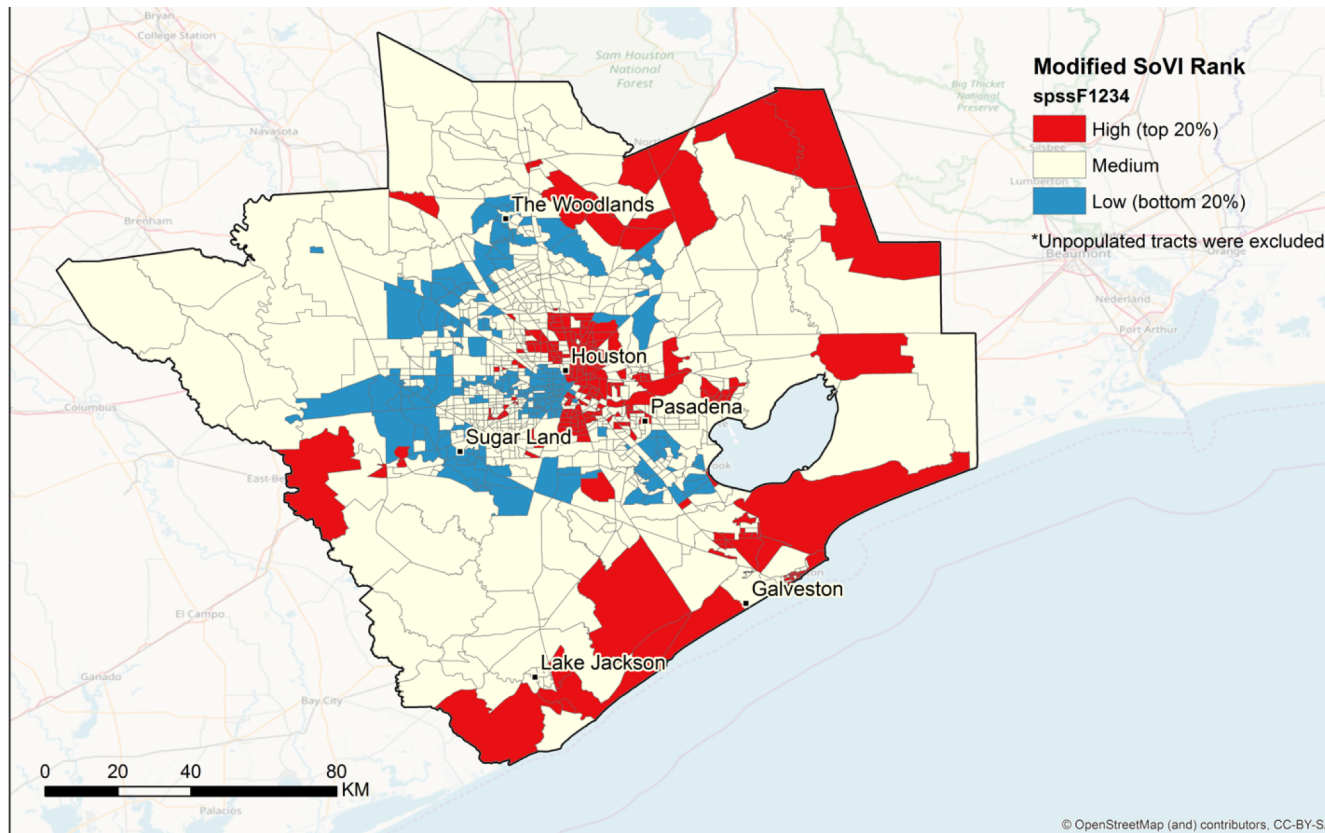 Bryan
College Station
Sam Houston
National
Forest
Big Thicket
National
Preserve
Modified SoVI Rank
spssF1234
High (top 20%)
Medium
Low (bottom 20%)
*Unpopulated tracts were excluded
Navasota
Silsbee
Lumberton
Brenham
The Woodlands
Beaumont
Orange
Nederland
Port Arthur
Houston
Columbus
Pasadena
Sugar Land
El Campo
Galveston
Lake Jackson
Ganado
Bay City
0 20 40 80
KM
Palacios
© OpenStreetMap (and) contributors, CC-BY-S